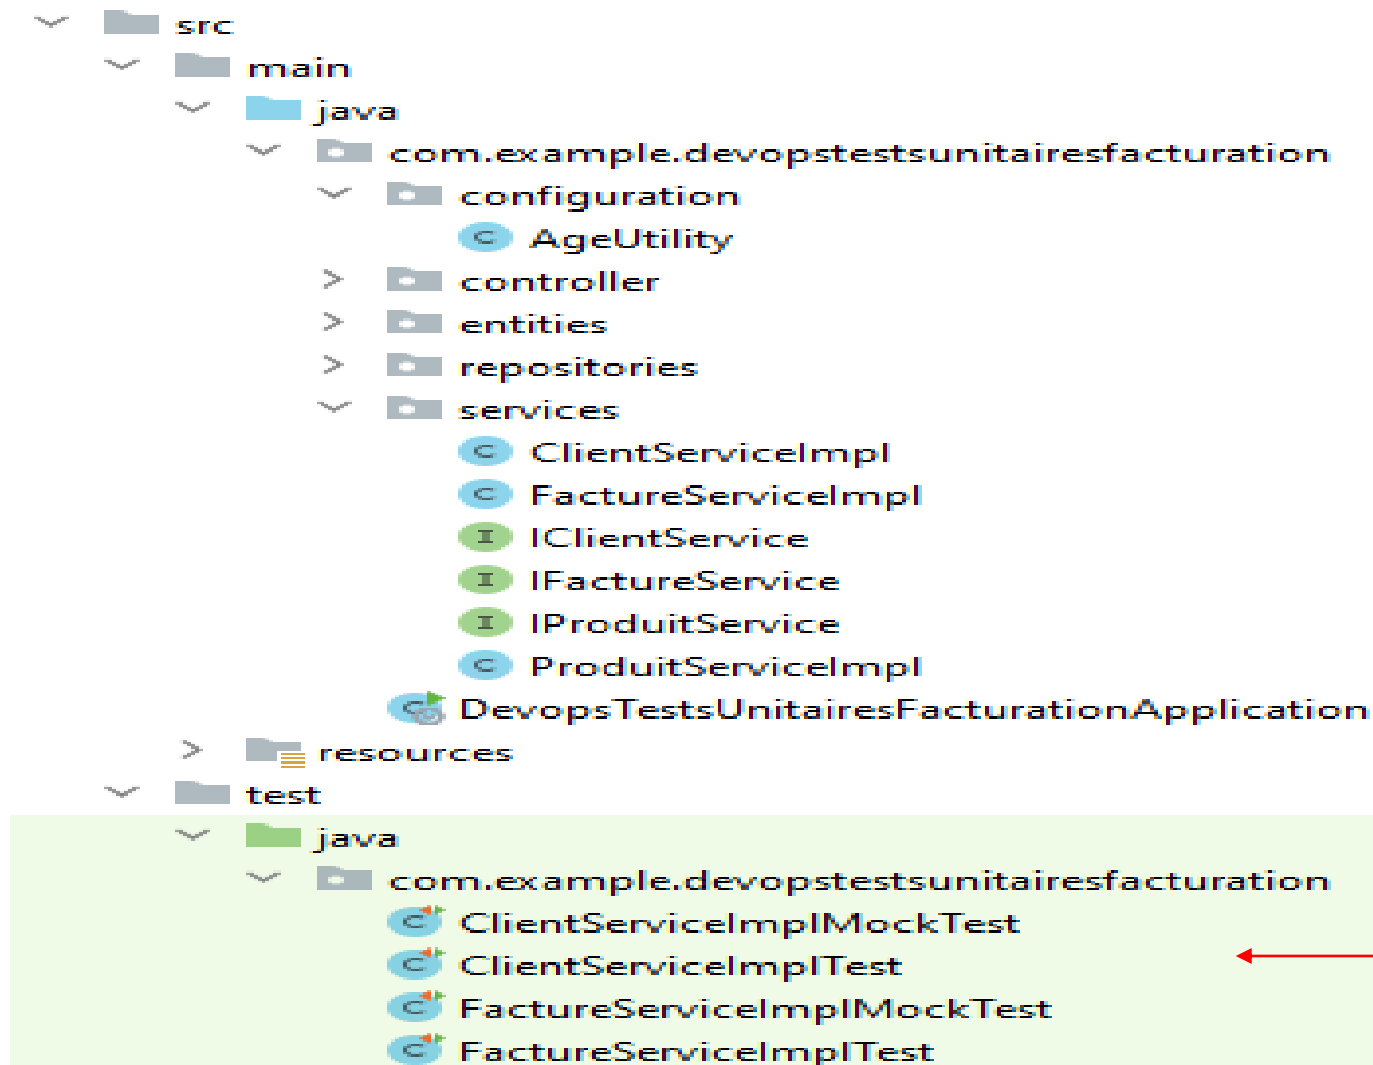 src
main
java
com.example.devopstestsunitairesfacturation
configuration
C AgeUtility
controller
entities
repositories
services
C ClientServiceImpl
C FactureServiceImpl
I IClientService
I IFactureService
I IProduitService
C ProduitServiceImpl
C DevopsTestsUnitairesFacturationApplication
resources
test
java
com.example.devopstestsunitairesfacturation
C ClientServiceImplMockTest
C ClientServiceImplTest
C FactureServiceImplMockTest
C FactureServiceImplTest